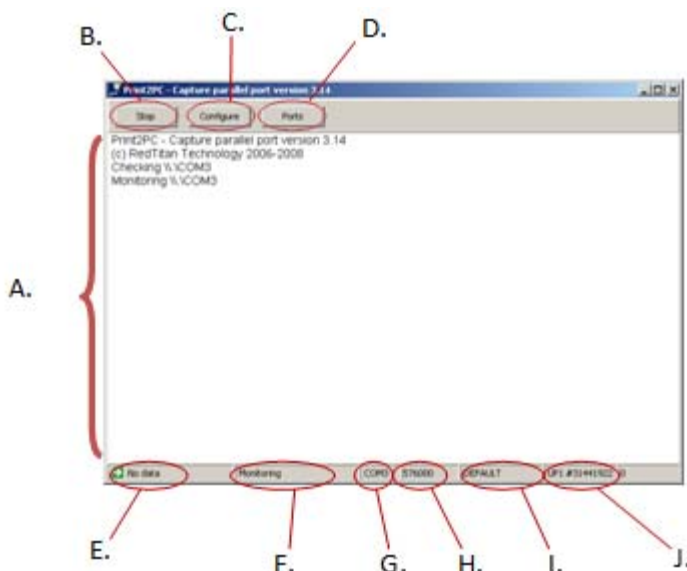 B.
C.
D.
Print2PC - Capture parallel port version 3.14
Stop
Configure
Ports
Print2PC - Capture parallel port version 3.14
(c) RedTitan Technology 2006-2008
Checking \\.\COM3
Monitoring \\.\COM3
A.
No data
Monitoring
COM3
576000
DEFAULT
E.
F.
G.
H.
I.
J.